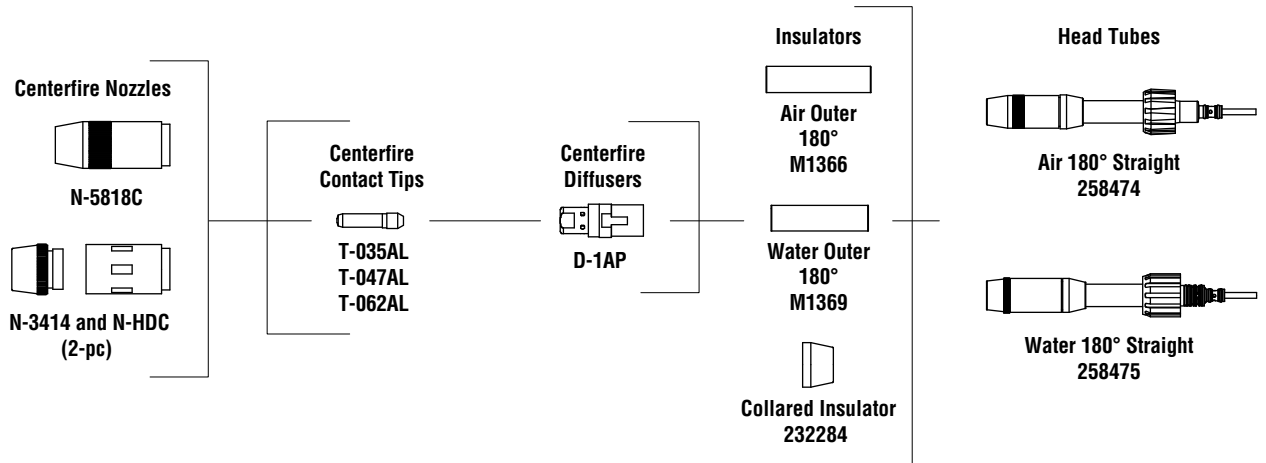 Centerfire Nozzles
N-5818C
N-3414 and N-HDC
(2-pc)
Centerfire
Contact Tips
T-035AL
T-047AL
T-062AL
Centerfire
Diffusers
D-1AP
Insulators
Air Outer
180°
M1366
Water Outer
180°
M1369
Collared Insulator
232284
Head Tubes
Air 180° Straight
258474
Water 180° Straight
258475